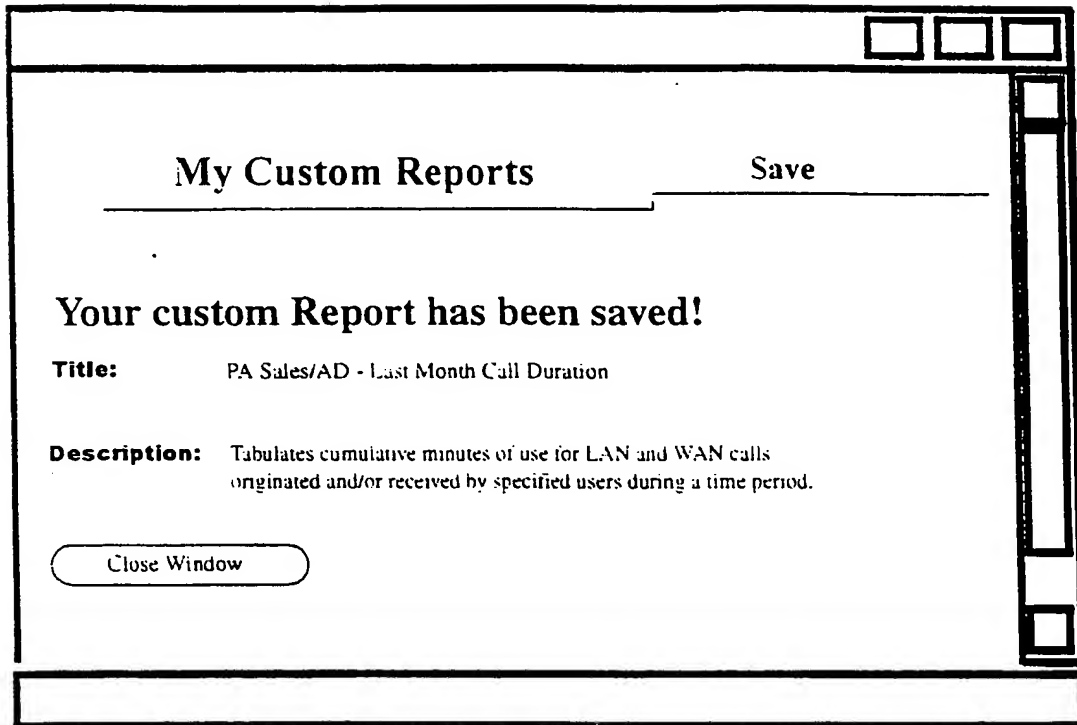 My Custom Reports Save
Your custom Report has been saved!
Title: PA Sales/AD - Last Month Call Duration
Description: Tabulates cumulative minutes of use for LAN and WAN calls
originated and/or received by specified users during a time period.
Close Window